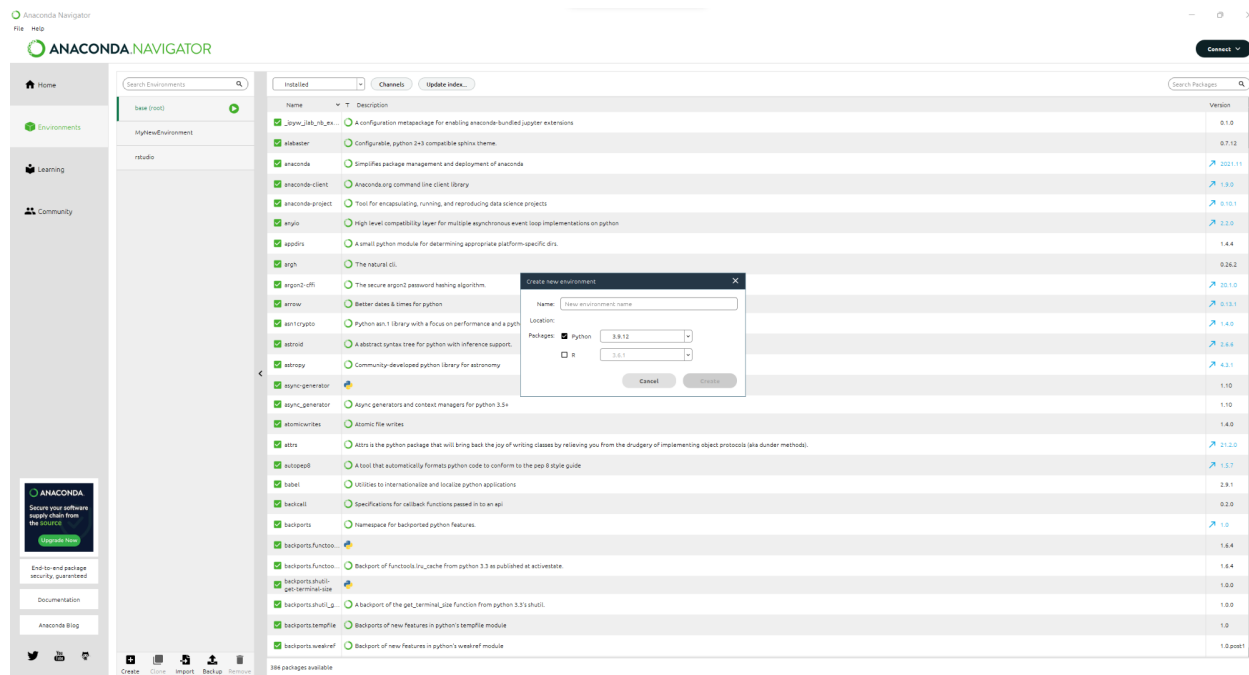 Anaconda Navigator
File Help
ANACONDA.NAVIGATOR
Connect
Home
Environments
Learning
Community
ANACONDA.
Secure your software
supply chain from
the source
Upgrade Now
End-to-end package
security, guaranteed
Documentation
Anaconda Blog
Search Environments
base (root)
MyNewEnvironment
rstudio
Create Clone Import Backup Remove
Installed Channels Update index... Search Packages
Name T Description Version
_ipyw_jlab_nb_ex... A configuration metapackage for enabling anaconda-bundled jupyter extensions 0.1.0
alabaster Configurable, python 2+3 compatible sphinx theme. 0.7.12
anaconda Simplifies package management and deployment of anaconda 2021.11
anaconda-client Anaconda.org command line client library 1.9.0
anaconda-project Tool for encapsulating, running, and reproducing data science projects 0.10.1
anyio High level compatibility layer for multiple asynchronous event loop implementations on python 2.2.0
appdirs A small python module for determining appropriate platform-specific dirs. 1.4.4
argh The natural cli. 0.26.2
argon2-cffi The secure argon2 password hashing algorithm. 20.1.0
arrow Better dates & times for python 0.13.1
asn1crypto Python asn.1 library with a focus on performance and a pyth 1.4.0
astroid A abstract syntax tree for python with inference support. 2.6.6
astropy Community-developed python library for astronomy 4.3.1
async-generator 1.10
async_generator Async generators and context managers for python 3.5+ 1.10
atomicwrites Atomic file writes 1.4.0
attrs Attrs is the python package that will bring back the joy of writing classes by relieving you from the drudgery of implementing object protocols (aka dunder methods). 21.2.0
autopep8 A tool that automatically formats python code to conform to the pep 8 style guide 1.5.7
babel Utilities to internationalize and localize python applications 2.9.1
backcall Specifications for callback functions passed in to an api 0.2.0
backports Namespace for backported python features. 1.0
backports.functoo... 1.6.4
backports.functoo... Backport of functools.lru_cache from python 3.3 as published at activestate. 1.6.4
backports.shutil-
get-terminal-size 1.0.0
backports.shutil_g... A backport of the get_terminal_size function from python 3.3's shutil. 1.0.0
backports.tempfile Backports of new features in python's tempfile module 1.0
backports.weakref Backport of new features in python's weakref module 1.0.post1
386 packages available
Create new environment
Name: New environment name
Location:
Packages: Python 3.9.12
R 3.6.1
Cancel Create